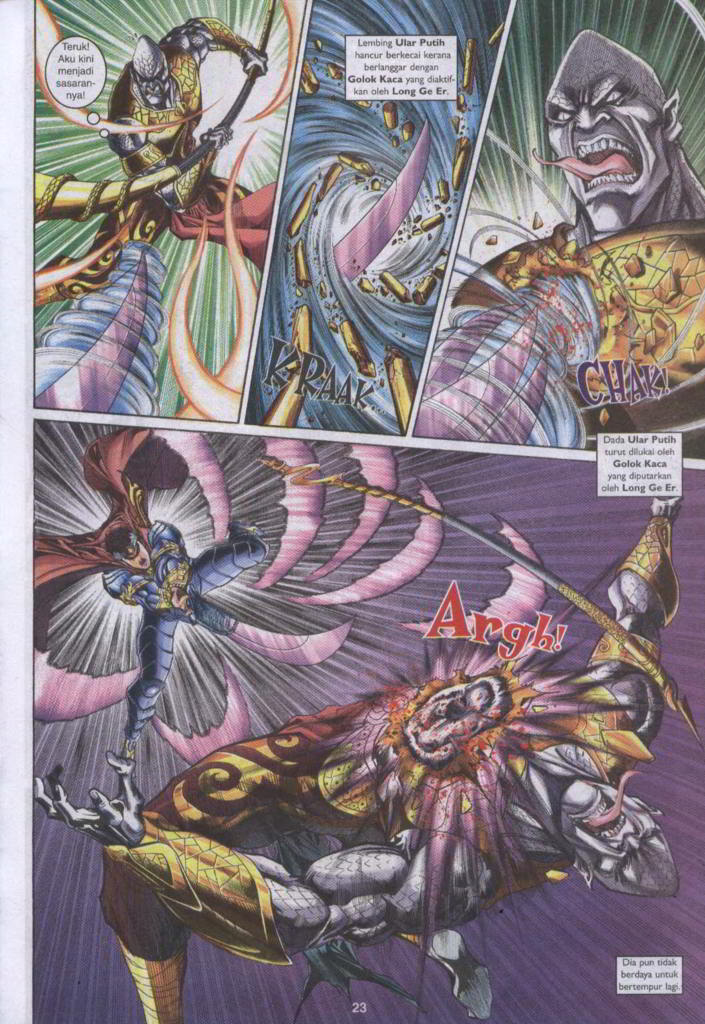 Teruk!
Aku kini
menjadi
sasaran-
nya!
Lembing Ular Putih
hancur berkecai kerana
berlanggar dengan
Golok Kaca yang diaktif-
kan oleh Long Ge Er.
KRAAK...
CHAK!
Dada Ular Putih
turut dilukai oleh
Golok Kaca
yang diputarkan
oleh Long Ge Er.
Argh!
Dia pun tidak
berdaya untuk
bertempur lagi.
23